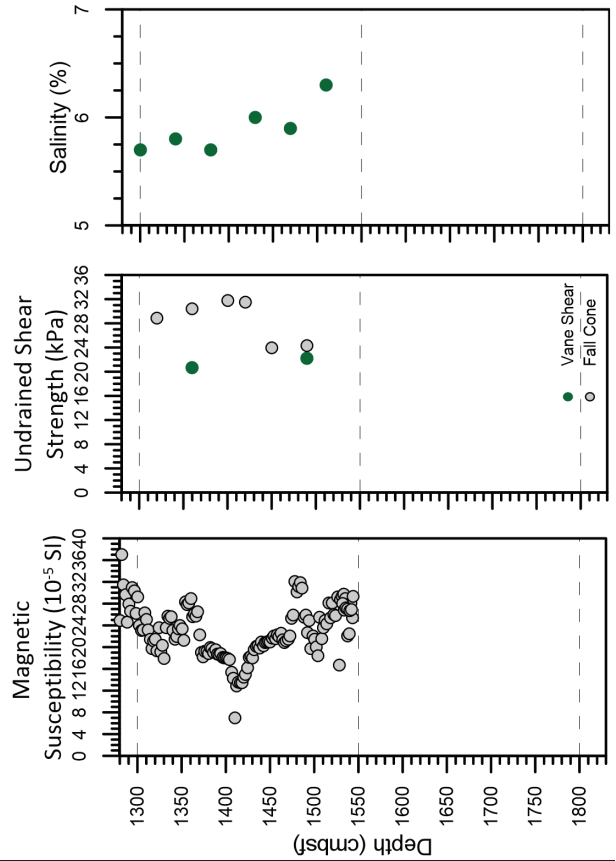 Magnetic
Susceptibility (10-5 SI)
0 4 8 12 16 20 24 28 32 36 40
Undrained Shear
Strength (kPa)
0 4 8 12 16 20 24 28 32 36
Salinity (%)
5 6 7
Depth (cmbsf)
1300
1350
1400
1450
1500
1550
1600
1650
1700
1750
1800
Vane Shear
Fall Cone